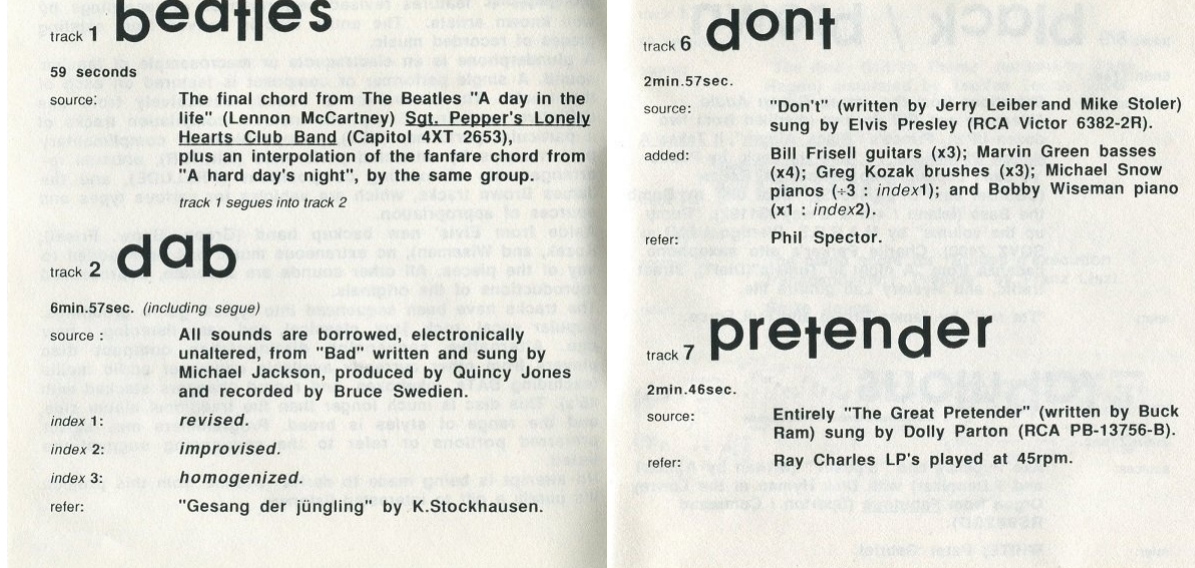 track 1 beatles
59 seconds
source: The final chord from The Beatles "A day in the
life" (Lennon McCartney) Sgt. Pepper's Lonely
Hearts Club Band (Capitol 4XT 2653),
plus an interpolation of the fanfare chord from
"A hard day's night", by the same group.
track 1 segues into track 2
track 2 dab
6min.57sec. (including segue)
source : All sounds are borrowed, electronically
unaltered, from "Bad" written and sung by
Michael Jackson, produced by Quincy Jones
and recorded by Bruce Swedien.
index 1: revised.
index 2: improvised.
index 3: homogenized.
refer: "Gesang der jüngling" by K.Stockhausen.
track 6 dont
2min.57sec.
source: "Don't" (written by Jerry Leiber and Mike Stoler)
sung by Elvis Presley (RCA Victor 6382-2R).
added: Bill Frisell guitars (x3); Marvin Green basses
(x4); Greg Kozak brushes (x3); Michael Snow
pianos (÷3 : index1); and Bobby Wiseman piano
(x1 : index2).
refer: Phil Spector.
track 7 pretender
2min.46sec.
source: Entirely "The Great Pretender" (written by Buck
Ram) sung by Dolly Parton (RCA PB-13756-B).
refer: Ray Charles LP's played at 45rpm.